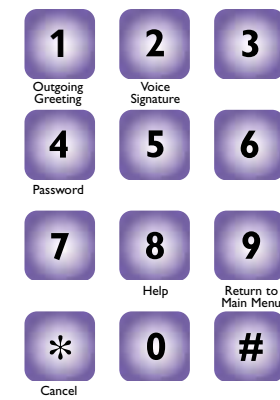 1 2 3
Outgoing Voice
Greeting Signature
4 5 6
Password
7 8 9
Help Return to
Main Menu
* 0 #
Cancel